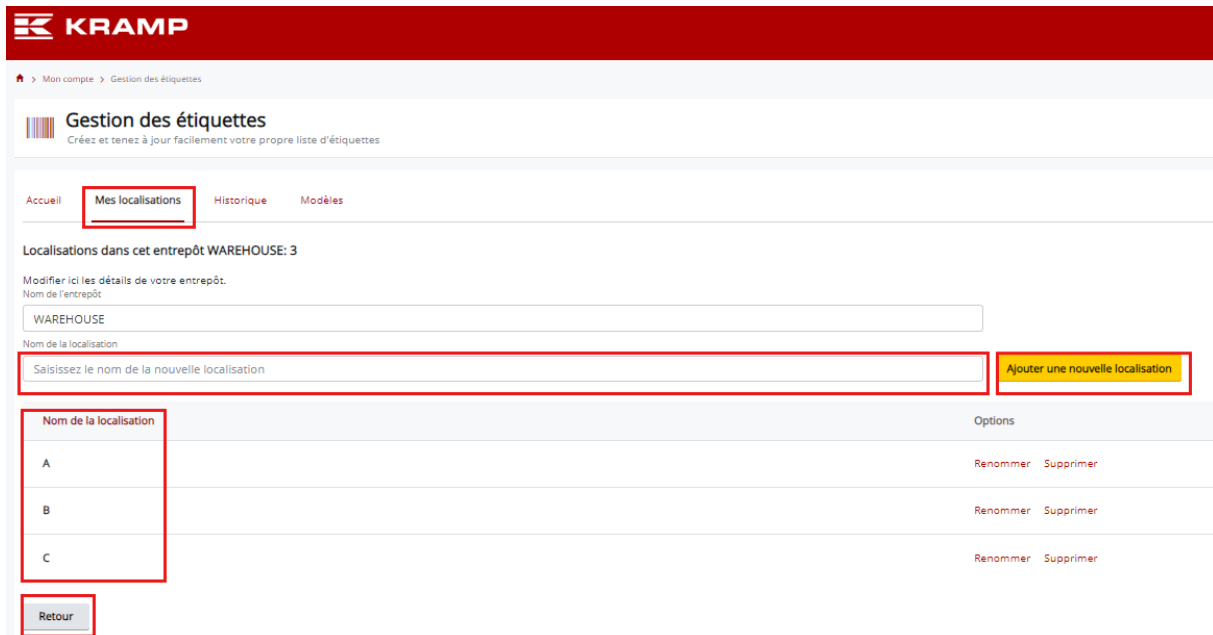 KRAMP
> Mon compte > Gestion des étiquettes
Gestion des étiquettes
Créez et tenez à jour facilement votre propre liste d'étiquettes
Accueil Mes localisations Historique Modèles
Localisations dans cet entrepôt WAREHOUSE: 3
Modifier ici les détails de votre entrepôt.
Nom de l'entrepôt
WAREHOUSE
Nom de la localisation
Saisissez le nom de la nouvelle localisation Ajouter une nouvelle localisation
Nom de la localisation Options
A Renommer Supprimer
B Renommer Supprimer
C Renommer Supprimer
Retour